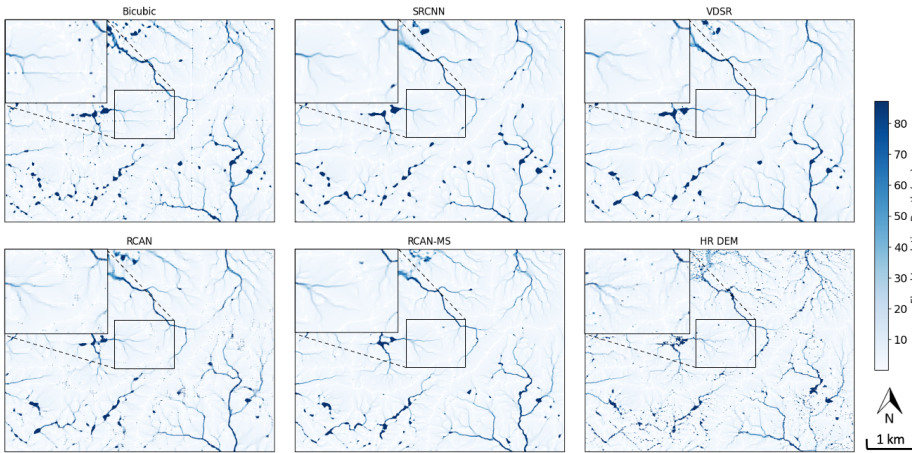 Bicubic
SRCNN
VDSR
RCAN
RCAN-MS
HR DEM
80
70
60
50
40
30
20
10
N
1 km